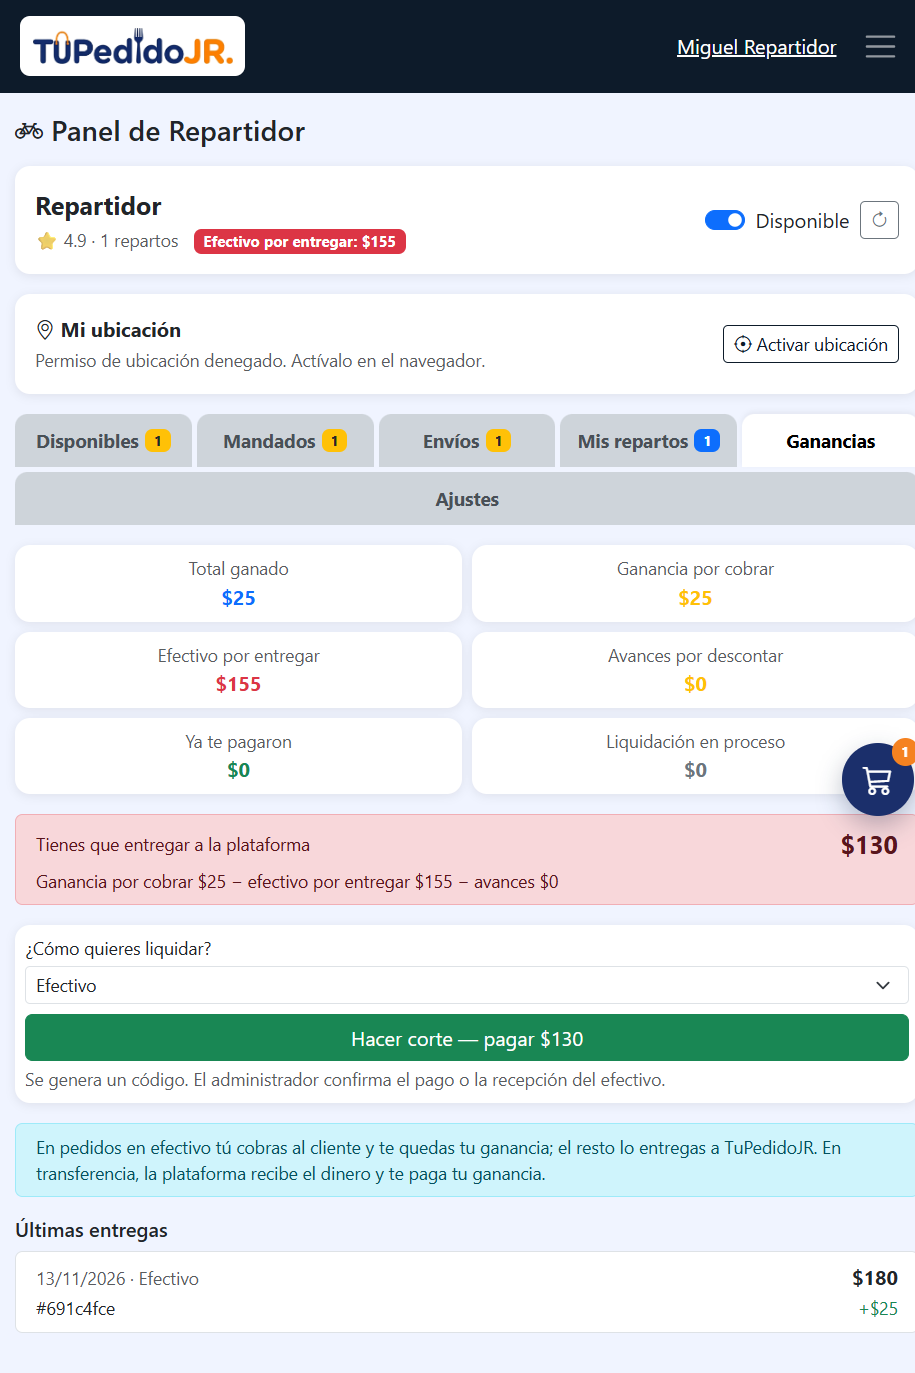 TUPedidoJR.
Miguel Repartidor
Panel de Repartidor
Repartidor
4.9 · 1 repartos Efectivo por entregar: $155
Disponible
Mi ubicación
Permiso de ubicación denegado. Actívalo en el navegador.
Activar ubicación
Disponibles 1
Mandados 1
Envíos 1
Mis repartos 1
Ganancias
Ajustes
Total ganado
$25
Ganancia por cobrar
$25
Efectivo por entregar
$155
Avances por descontar
$0
Ya te pagaron
$0
Liquidación en proceso
$0
1
Tienes que entregar a la plataforma
$130
Ganancia por cobrar $25 − efectivo por entregar $155 − avances $0
¿Cómo quieres liquidar?
Efectivo
Hacer corte — pagar $130
Se genera un código. El administrador confirma el pago o la recepción del efectivo.
En pedidos en efectivo tú cobras al cliente y te quedas tu ganancia; el resto lo entregas a TuPedidoJR. En
transferencia, la plataforma recibe el dinero y te paga tu ganancia.
Últimas entregas
13/11/2026 · Efectivo
$180
#691c4fce
+$25